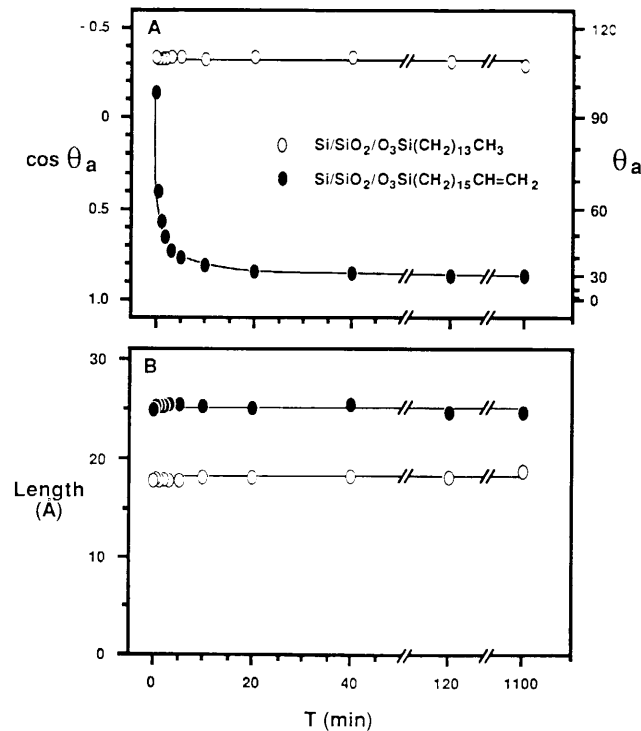 A
- 0.5
0
0.5
1.0
cos θa
120
90
60
30
0
θa
Si/SiO2/O3Si(CH2)13CH3
Si/SiO2/O3Si(CH2)15CH=CH2
B
30
20
10
0
Length
(Å)
0
20
40
120
1100
T (min)